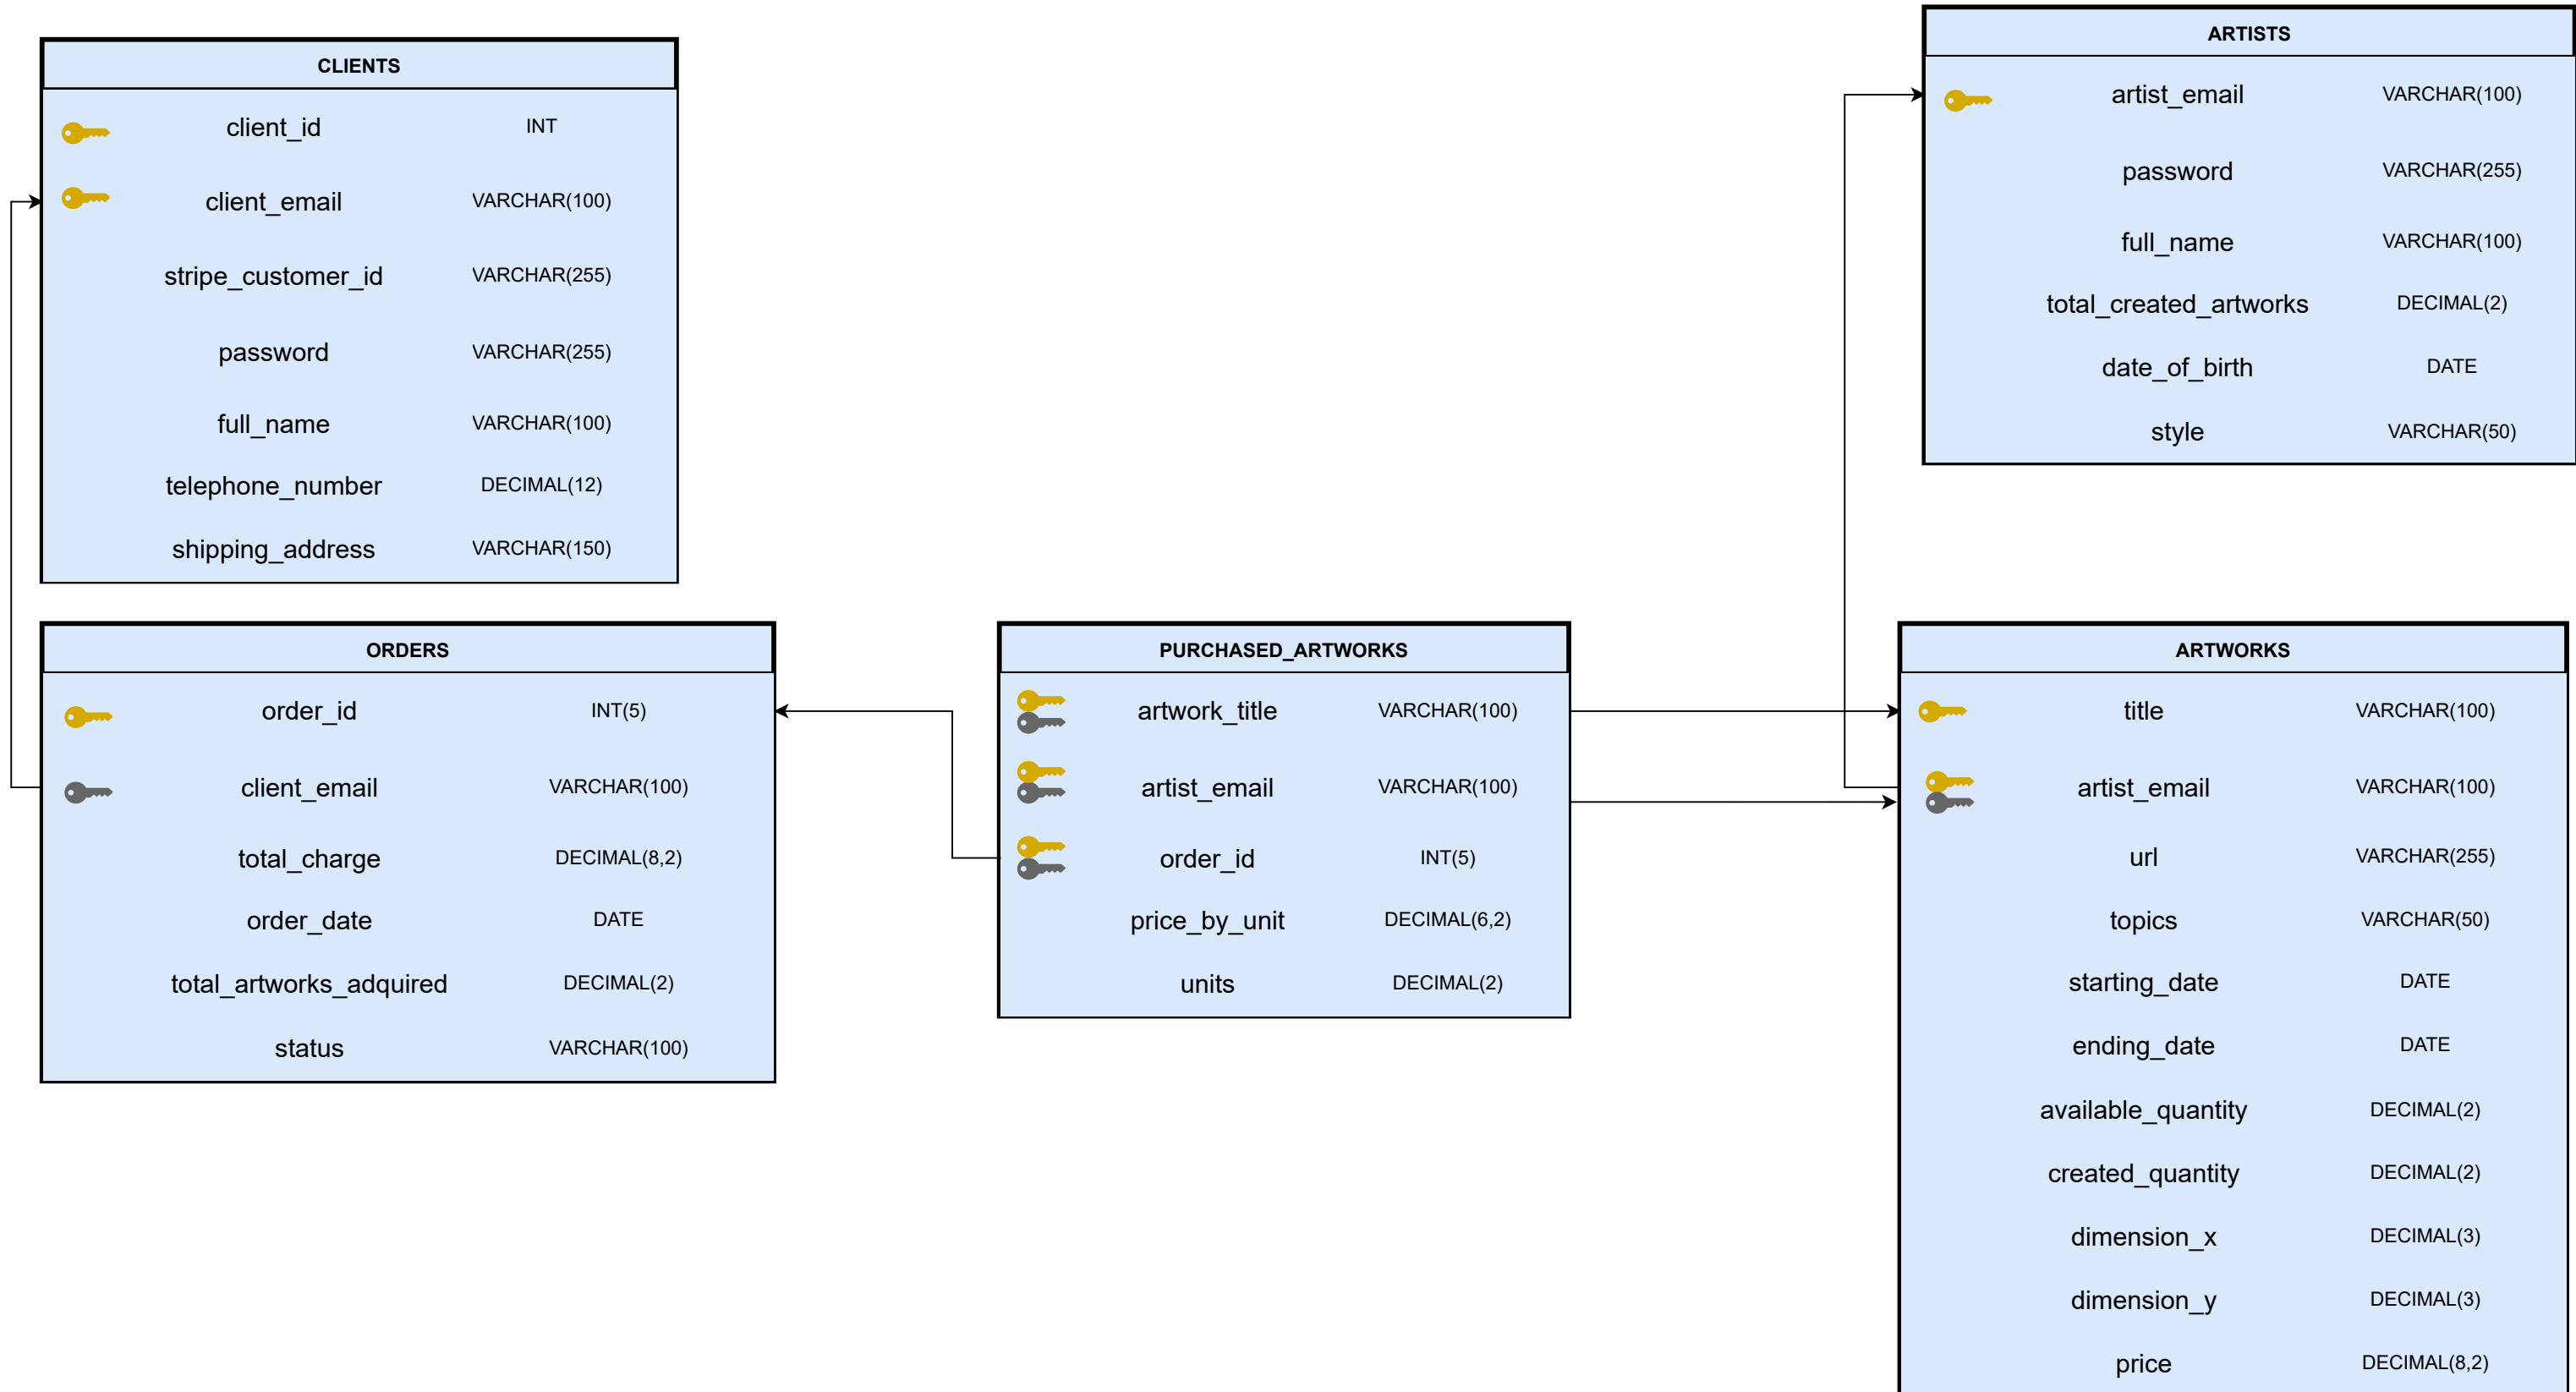 CLIENTS
client_id INT
client_email VARCHAR(100)
stripe_customer_id VARCHAR(255)
password VARCHAR(255)
full_name VARCHAR(100)
telephone_number DECIMAL(12)
shipping_address VARCHAR(150)
ARTISTS
artist_email VARCHAR(100)
password VARCHAR(255)
full_name VARCHAR(100)
total_created_artworks DECIMAL(2)
date_of_birth DATE
style VARCHAR(50)
ORDERS
order_id INT(5)
client_email VARCHAR(100)
total_charge DECIMAL(8,2)
order_date DATE
total_artworks_adquired DECIMAL(2)
status VARCHAR(100)
PURCHASED_ARTWORKS
artwork_title VARCHAR(100)
artist_email VARCHAR(100)
order_id INT(5)
price_by_unit DECIMAL(6,2)
units DECIMAL(2)
ARTWORKS
title VARCHAR(100)
artist_email VARCHAR(100)
url VARCHAR(255)
topics VARCHAR(50)
starting_date DATE
ending_date DATE
available_quantity DECIMAL(2)
created_quantity DECIMAL(2)
dimension_x DECIMAL(3)
dimension_y DECIMAL(3)
price DECIMAL(8,2)